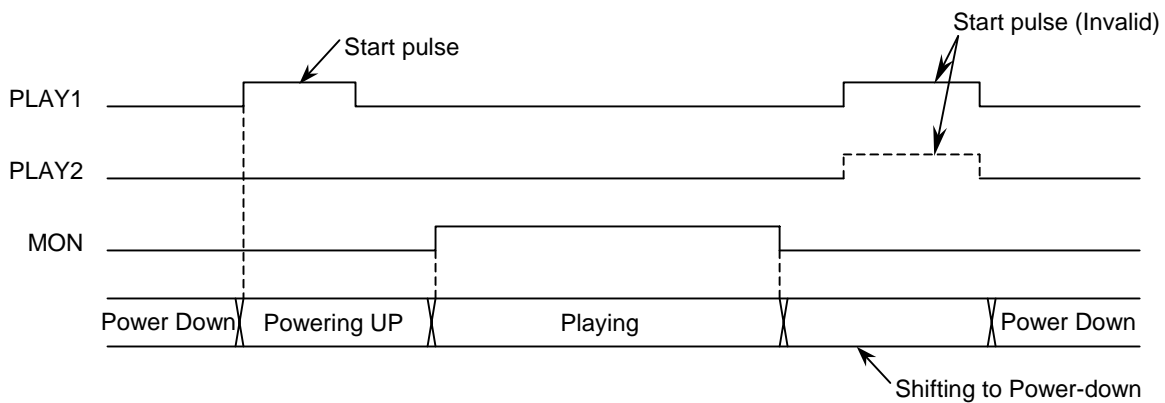 Start pulse (Invalid)
Start pulse
PLAY1
PLAY2
MON
Power Down Powering UP Playing Power Down
Shifting to Power-down